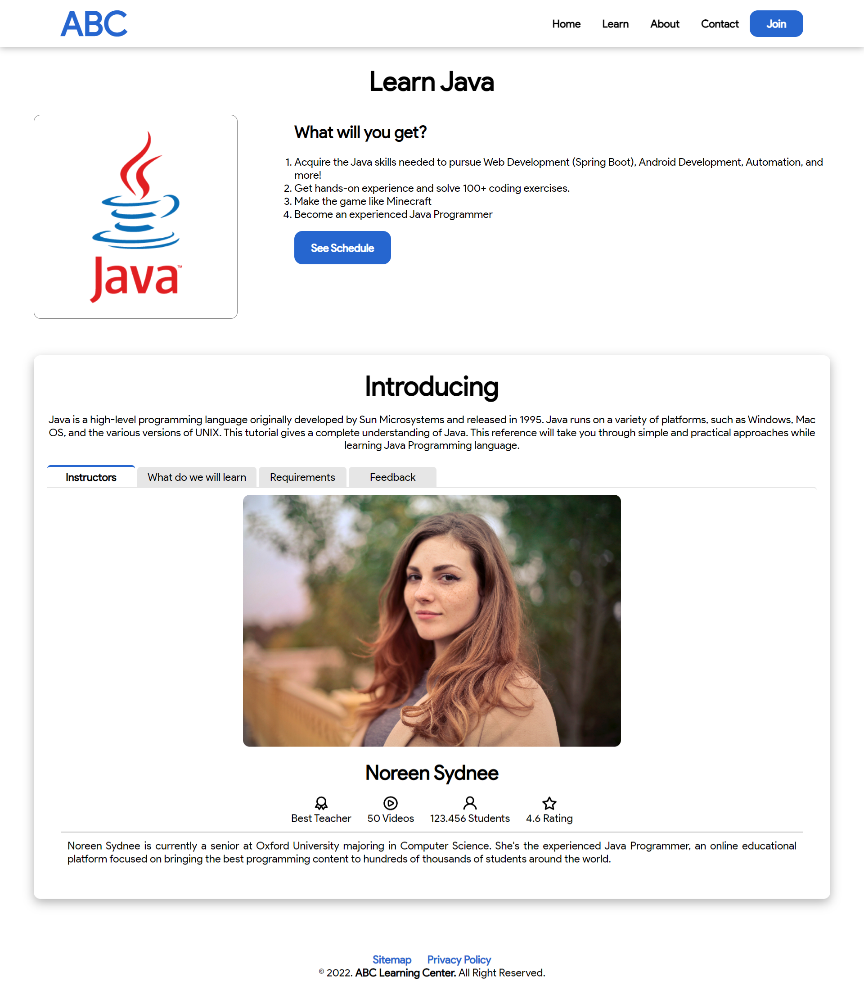 ABC
Home Learn About Contact Join
Learn Java
Java™
What will you get?
1. Acquire the Java skills needed to pursue Web Development (Spring Boot), Android Development, Automation, and
more!
2. Get hands-on experience and solve 100+ coding exercises.
3. Make the game like Minecraft
4. Become an experienced Java Programmer
See Schedule
Introducing
Java is a high-level programming language originally developed by Sun Microsystems and released in 1995. Java runs on a variety of platforms, such as Windows, Mac
OS, and the various versions of UNIX. This tutorial gives a complete understanding of Java. This reference will take you through simple and practical approaches while
learning Java Programming language.
Instructors What do we will learn Requirements Feedback
Noreen Sydnee
Best Teacher 50 Videos 123.456 Students 4.6 Rating
Noreen Sydnee is currently a senior at Oxford University majoring in Computer Science. She's the experienced Java Programmer, an online educational
platform focused on bringing the best programming content to hundreds of thousands of students around the world.
Sitemap Privacy Policy
© 2022. ABC Learning Center. All Right Reserved.